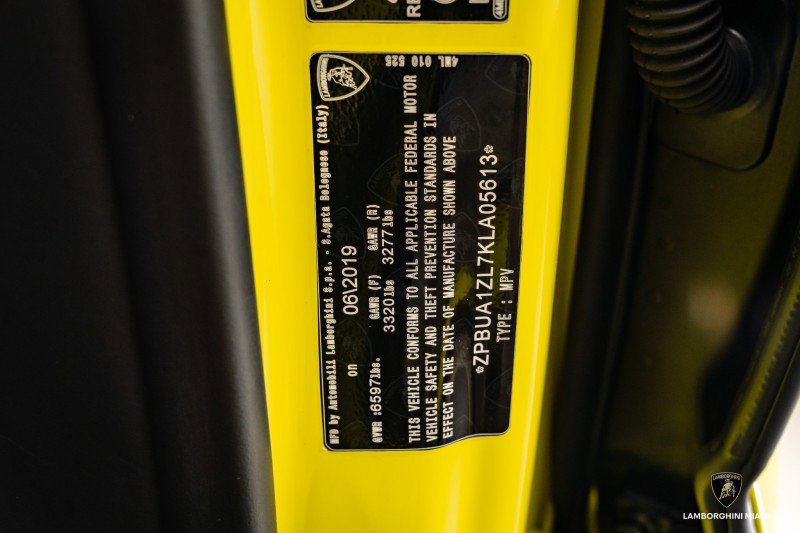 LAMBORGHINI
4ML 010 525
MFD by Automobili Lamborghini S.p.a. - S.Agata Bolognese (Italy)
on 06\2019
GAWR (F) GAWR (R)
GVWR :6597lbs. 3320lbs 3277lbs
THIS VEHICLE CONFORMS TO ALL APPLICABLE FEDERAL MOTOR
VEHICLE SAFETY AND THEFT PREVENTION STANDARDS IN
EFFECT ON THE DATE OF MANUFACTURE SHOWN ABOVE
*ZPBUA1ZL7KLA05613*
TYPE : MPV
LAMBORGHINI
LAMBORGHINI